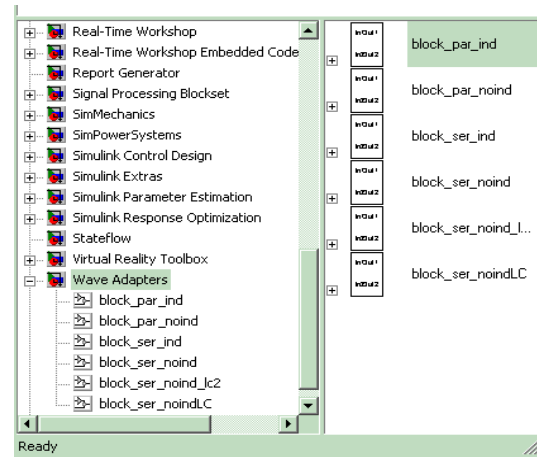 Real-Time Workshop
Real-Time Workshop Embedded Code
Report Generator
Signal Processing Blockset
SimMechanics
SimPowerSystems
Simulink Control Design
Simulink Extras
Simulink Parameter Estimation
Simulink Response Optimization
Stateflow
Virtual Reality Toolbox
Wave Adapters
block_par_ind
block_par_noind
block_ser_ind
block_ser_noind
block_ser_noind_lc2
block_ser_noindLC
block_par_ind
block_par_noind
block_ser_ind
block_ser_noind
block_ser_noind_l...
block_ser_noindLC
Ready